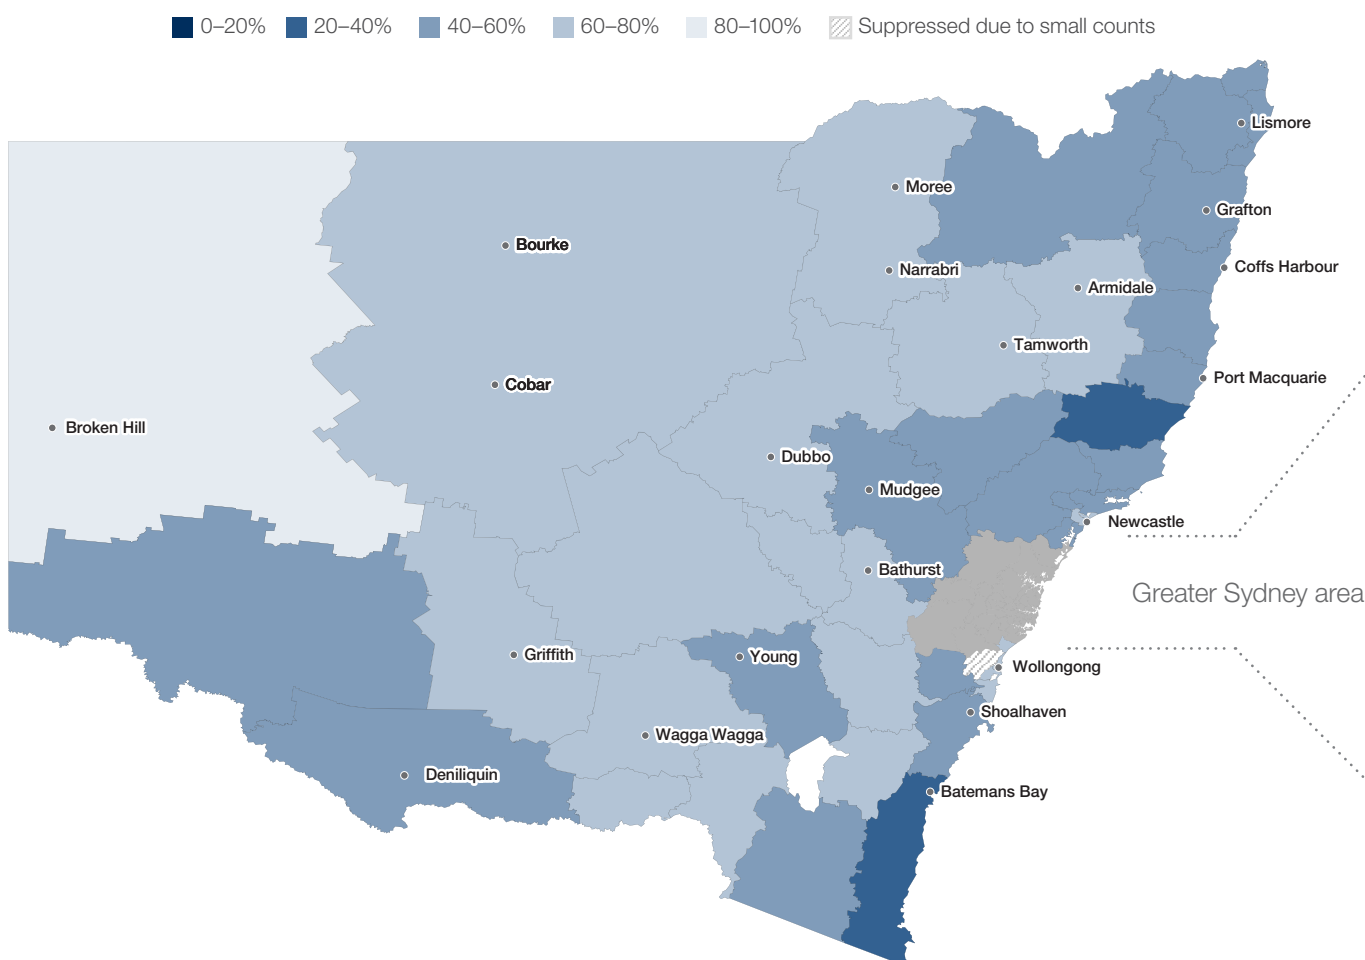 0–20%
20–40%
40–60%
60–80%
80–100%
Suppressed due to small counts
Lismore
Moree
Grafton
Bourke
Narrabri
Coffs Harbour
Armidale
Tamworth
Port Macquarie
Cobar
Broken Hill
Dubbo
Mudgee
Newcastle
Bathurst
Greater Sydney area
Griffith
Young
Wollongong
Shoalhaven
Wagga Wagga
Deniliquin
Batemans Bay